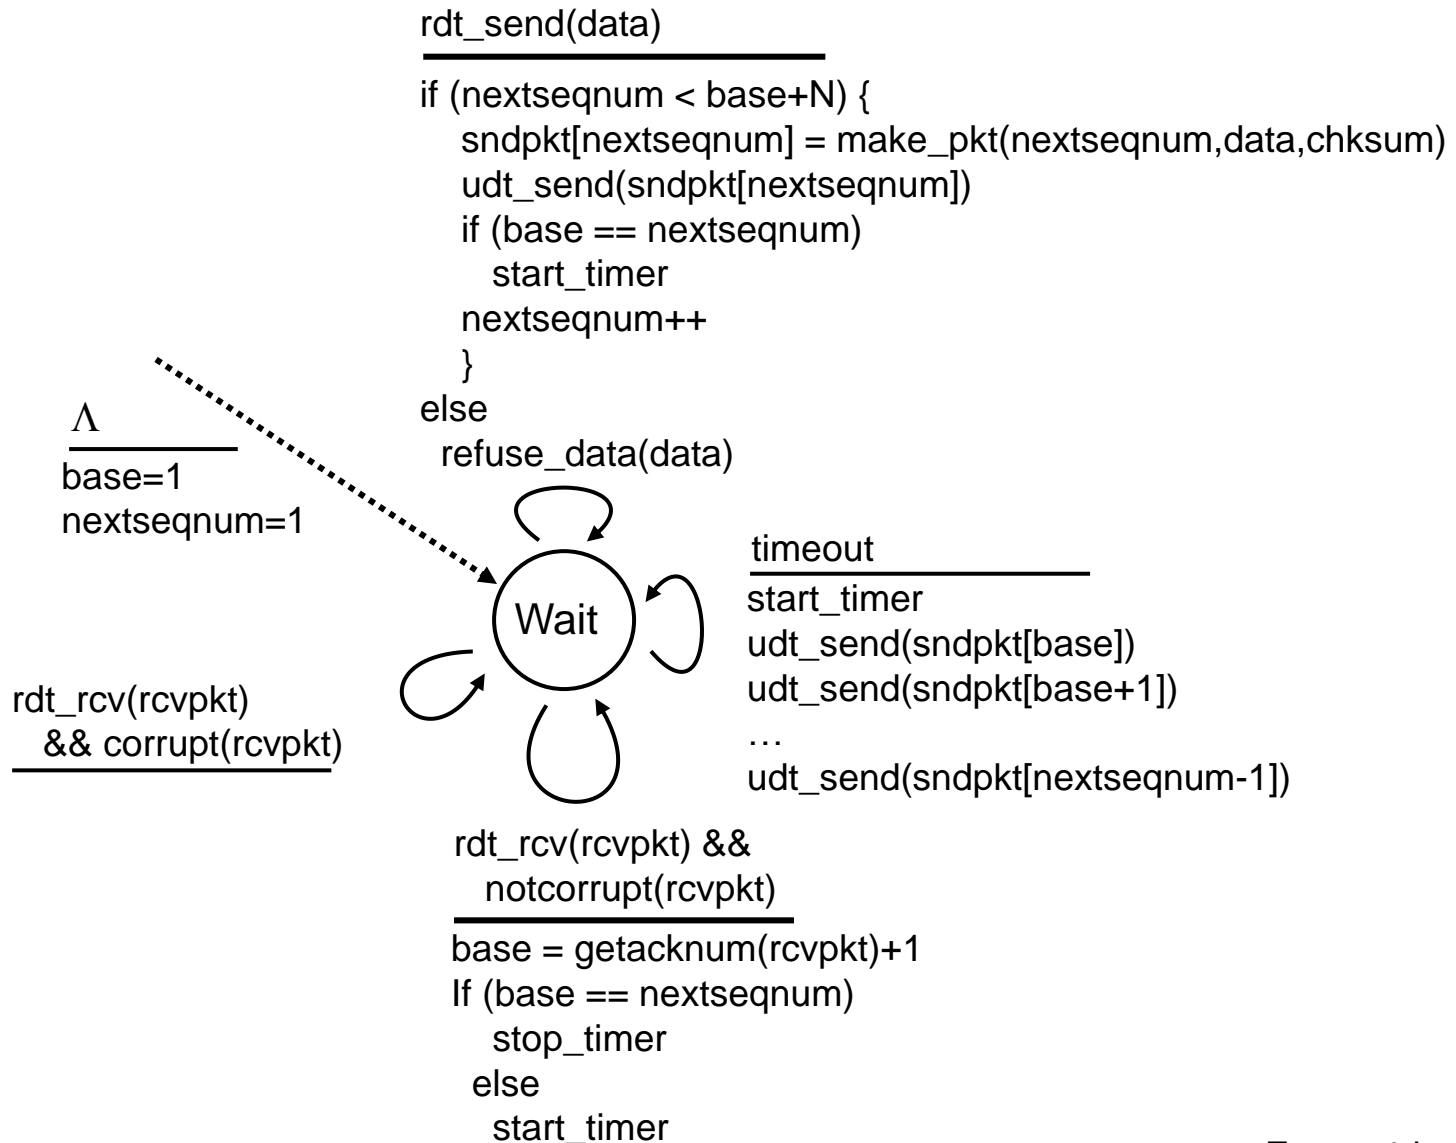 rdt_send(data)
if (nextseqnum < base+N) {
sndpkt[nextseqnum] = make_pkt(nextseqnum,data,chksum)
udt_send(sndpkt[nextseqnum])
if (base == nextseqnum)
start_timer
nextseqnum++
}
else
refuse_data(data)
Λ
base=1
nextseqnum=1
Wait
timeout
start_timer
udt_send(sndpkt[base])
udt_send(sndpkt[base+1])
…
udt_send(sndpkt[nextseqnum-1])
rdt_rcv(rcvpkt)
&& corrupt(rcvpkt)
rdt_rcv(rcvpkt) &&
notcorrupt(rcvpkt)
base = getacknum(rcvpkt)+1
If (base == nextseqnum)
stop_timer
else
start_timer